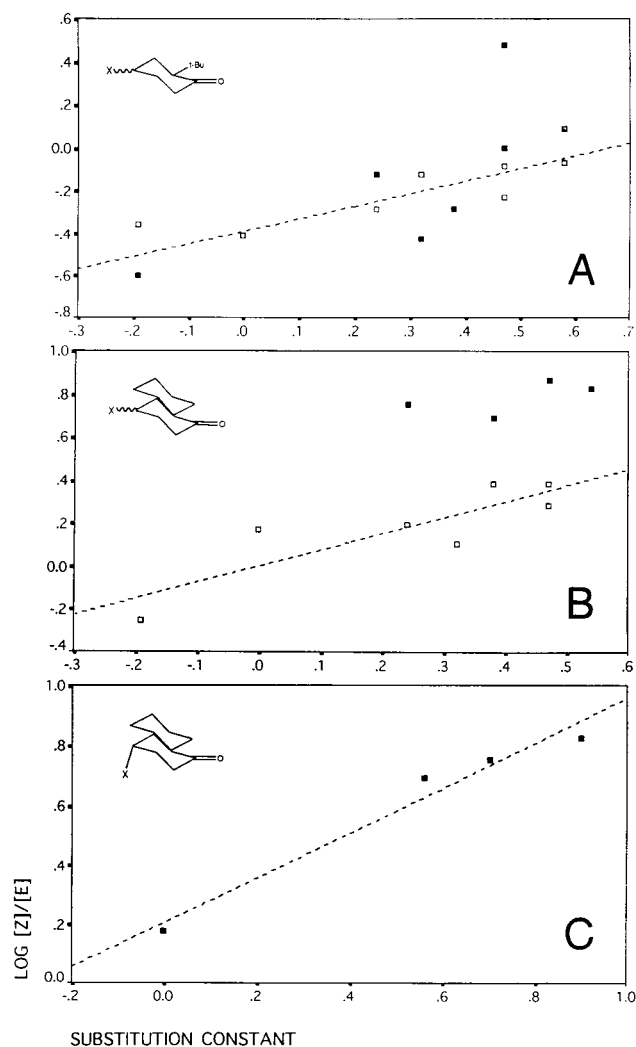 .6
.4
X
t-Bu
O
.2
0.0
-.2
-.4
A
-.6
-.8
-.3 -.2 -.1 .0 .1 .2 .3 .4 .5 .6 .7
1.0
.8
X
O
.6
.4
.2
0.0
B
-.2
-.4
-.3 -.2 -.1 .0 .1 .2 .3 .4 .5 .6
1.0
.8
O
X
.6
.4
.2
C
0.0
-.2 0.0 .2 .4 .6 .8 1.0
LOG [Z]/[E]
SUBSTITUTION CONSTANT